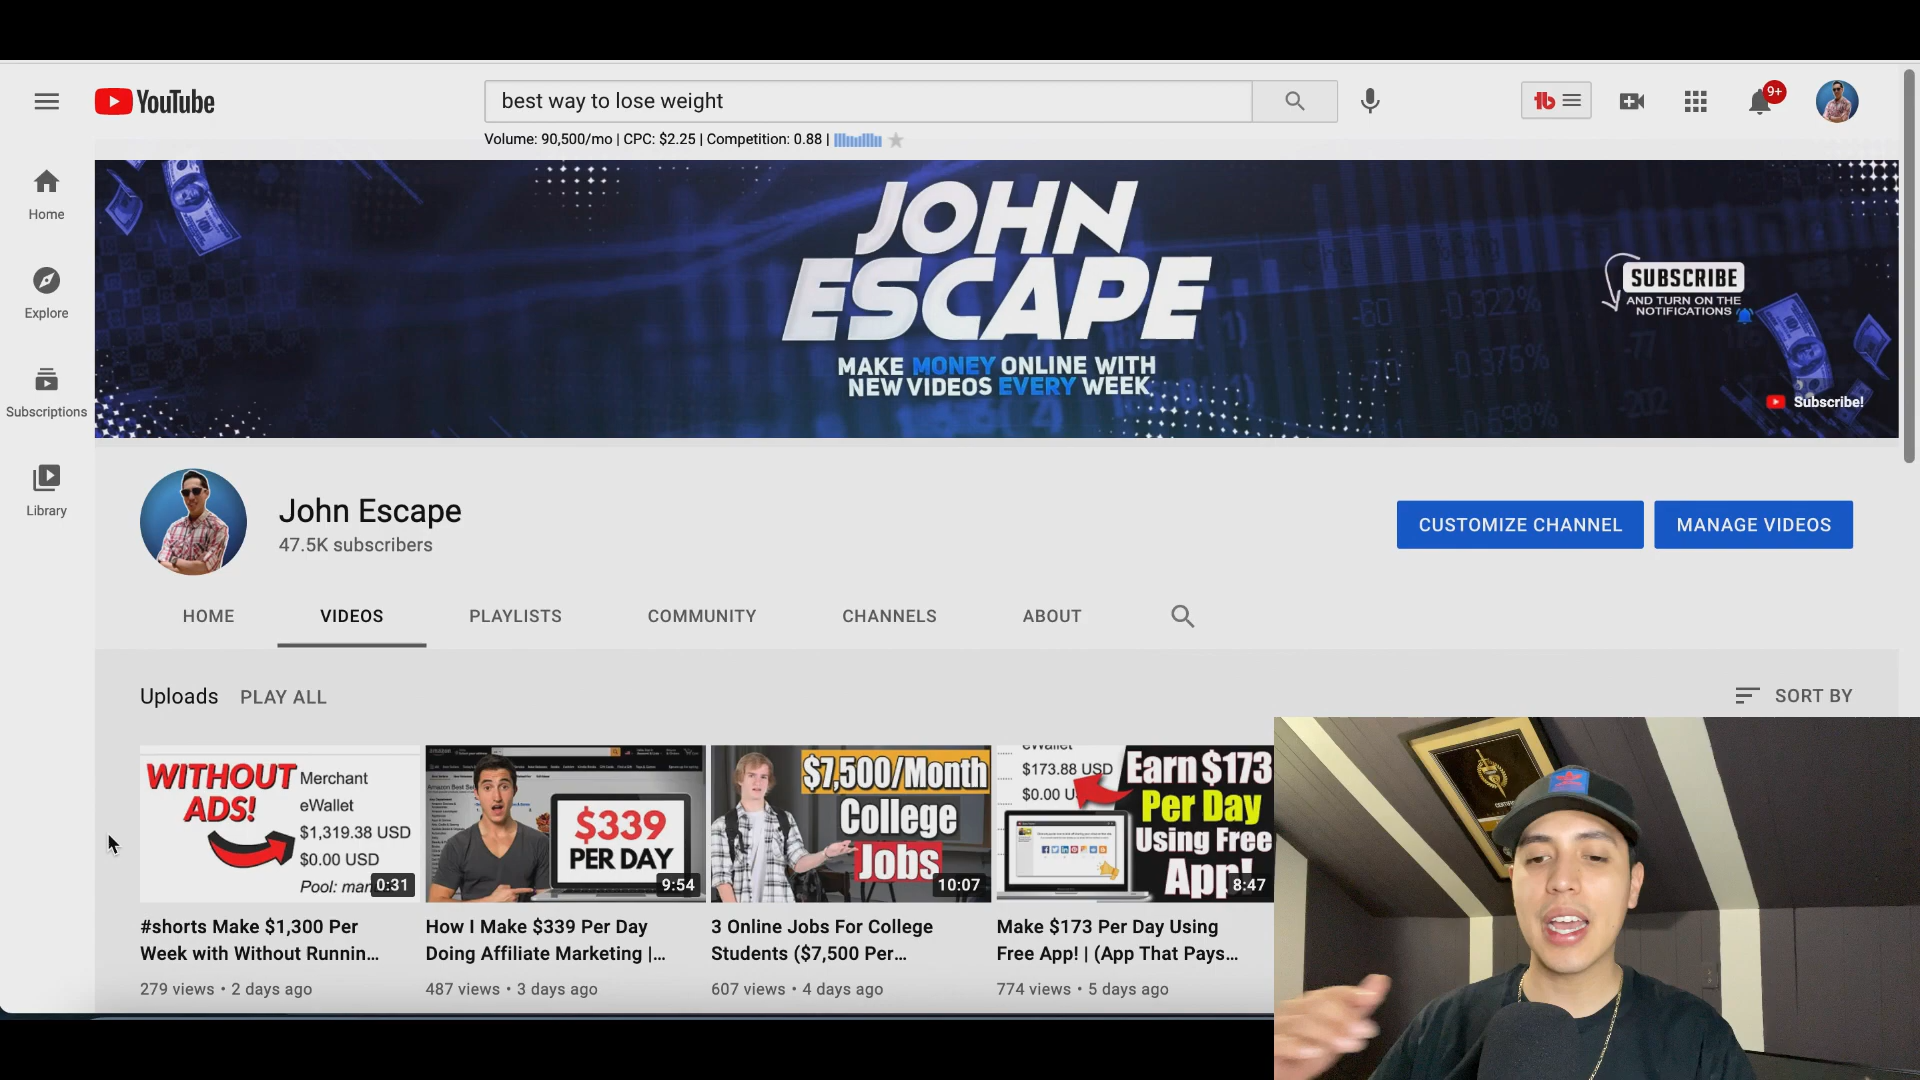 YouTube
best way to lose weight
9+
Volume: 90,500/mo | CPC: $2.25 | Competition: 0.88 |
Home
Explore
Subscriptions
Library
JOHN
ESCAPE
MAKE MONEY ONLINE WITH
NEW VIDEOS EVERY WEEK
SUBSCRIBE
AND TURN ON THE
NOTIFICATIONS
Subscribe!
John Escape
47.5K subscribers
CUSTOMIZE CHANNEL
MANAGE VIDEOS
HOME
VIDEOS
PLAYLISTS
COMMUNITY
CHANNELS
ABOUT
Uploads
PLAY ALL
SORT BY
WITHOUT
ADS!
Merchant
eWallet
$1,319.38 USD
$0.00 USD
Pool: mar
0:31
#shorts Make $1,300 Per
Week with Without Runnin...
279 views • 2 days ago
$339
PER DAY
9:54
How I Make $339 Per Day
Doing Affiliate Marketing |...
487 views • 3 days ago
$7,500/Month
College
Jobs
10:07
3 Online Jobs For College
Students ($7,500 Per...
607 views • 4 days ago
eWallet
$173.88 USD
$0.00 U
Earn $173
Per Day
Using Free
App!
8:47
Make $173 Per Day Using
Free App! | (App That Pays...
774 views • 5 days ago